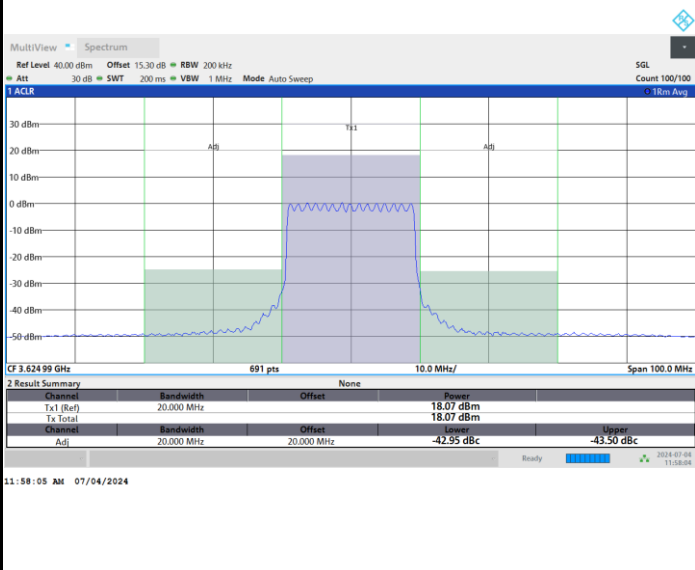 MultiView Spectrum
Ref Level 40.00 dBm Offset 15.30 dB RBW 200 kHz SGL
Att 30 dB SWT 200 ms VBW 1 MHz Mode Auto Sweep Count 100/100
1 ACLR 1Rm Avg
Tx1
Adj Adj
30 dBm
20 dBm
10 dBm
0 dBm
-10 dBm
-20 dBm
-30 dBm
-40 dBm
-50 dBm
CF 3.624 99 GHz 691 pts 10.0 MHz/ Span 100.0 MHz
2 Result Summary None
Channel Bandwidth Offset Power
Tx1 (Ref) 20.000 MHz 18.07 dBm
Tx Total 18.07 dBm
Channel Bandwidth Offset Lower Upper
Adj 20.000 MHz 20.000 MHz -42.95 dBc -43.50 dBc
Ready 2024-07-04
11:58:04
11:58:05 AM 07/04/2024